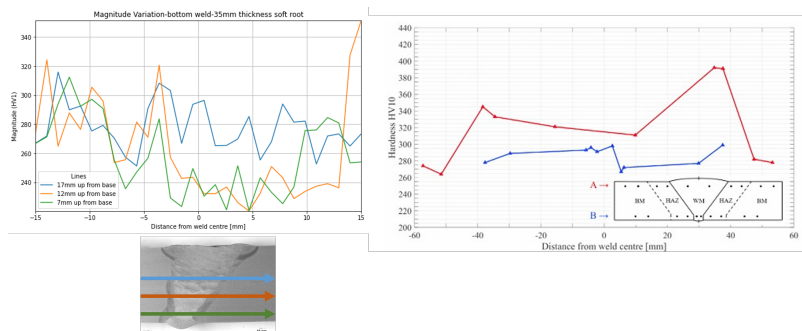 Magnitude Variation-bottom weld-35mm thickness soft root
Magnitude (HV1)
340
320
300
280
260
240
220
Lines
17mm up from base
12mm up from base
7mm up from base
-15
-10
-5
0
5
10
15
Distance from weld centre [mm]
Hardness HV10
440
420
400
380
360
340
320
300
280
260
240
220
200
A
BM
HAZ
WM
HAZ
BM
B
-60
-40
-20
0
20
40
60
Distance from weld centre [mm]